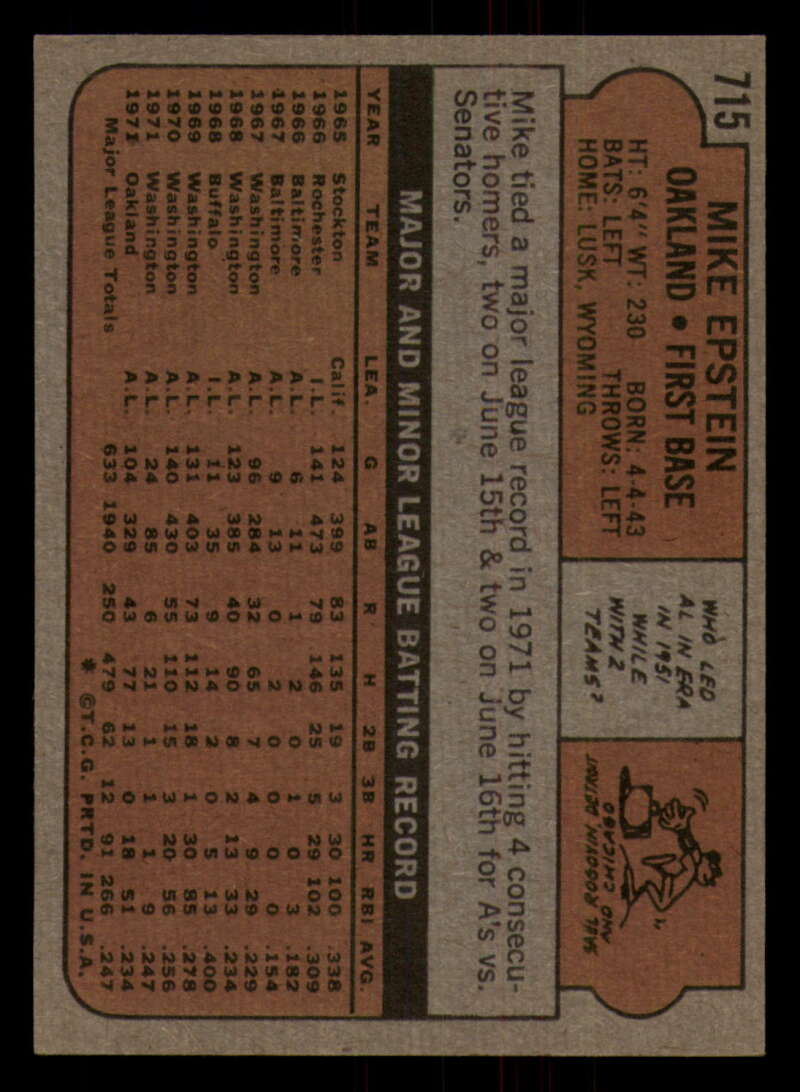 715
MIKE EPSTEIN
OAKLAND • FIRST BASE
HT: 6'4" WT: 230 BORN: 4-4-43
BATS: LEFT THROWS: LEFT
HOME: LUSK, WYOMING
WHO LED
AL IN ERA
IN 1951
WHILE
WITH 2
TEAMS?
SAUL ROGOVIN DETROIT
AND CHICAGO
Mike tied a major league record in 1971 by hitting 4 consecu-
tive homers, two on June 15th & two on June 16th for A's vs.
Senators.
MAJOR AND MINOR LEAGUE BATTING RECORD
YEAR TEAM LEA. G AB R H 2B 3B HR RBI AVG.
1965 Stockton Calif. 124 399 83 135 19 3 30 100 .338
1966 Rochester I.L. 141 473 79 146 25 5 29 102 .309
1966 Baltimore A.L. 6 11 1 2 0 1 0 3 .182
1967 Baltimore A.L. 9 13 0 2 0 0 0 0 .154
1967 Washington A.L. 96 284 32 65 7 4 9 29 .229
1968 Washington A.L. 123 385 40 90 8 2 13 33 .234
1968 Buffalo I.L. 11 35 9 14 2 0 5 13 .400
1969 Washington A.L. 131 403 73 112 18 1 30 85 .278
1970 Washington A.L. 140 430 55 110 15 3 20 56 .256
1971 Washington A.L. 24 85 6 21 1 1 1 9 .247
1971 Oakland A.L. 104 329 43 77 13 0 18 51 .234
Major League Totals 633 1940 250 479 62 12 91 266 .247
* ©T.C.G. PRTD. IN U.S.A.